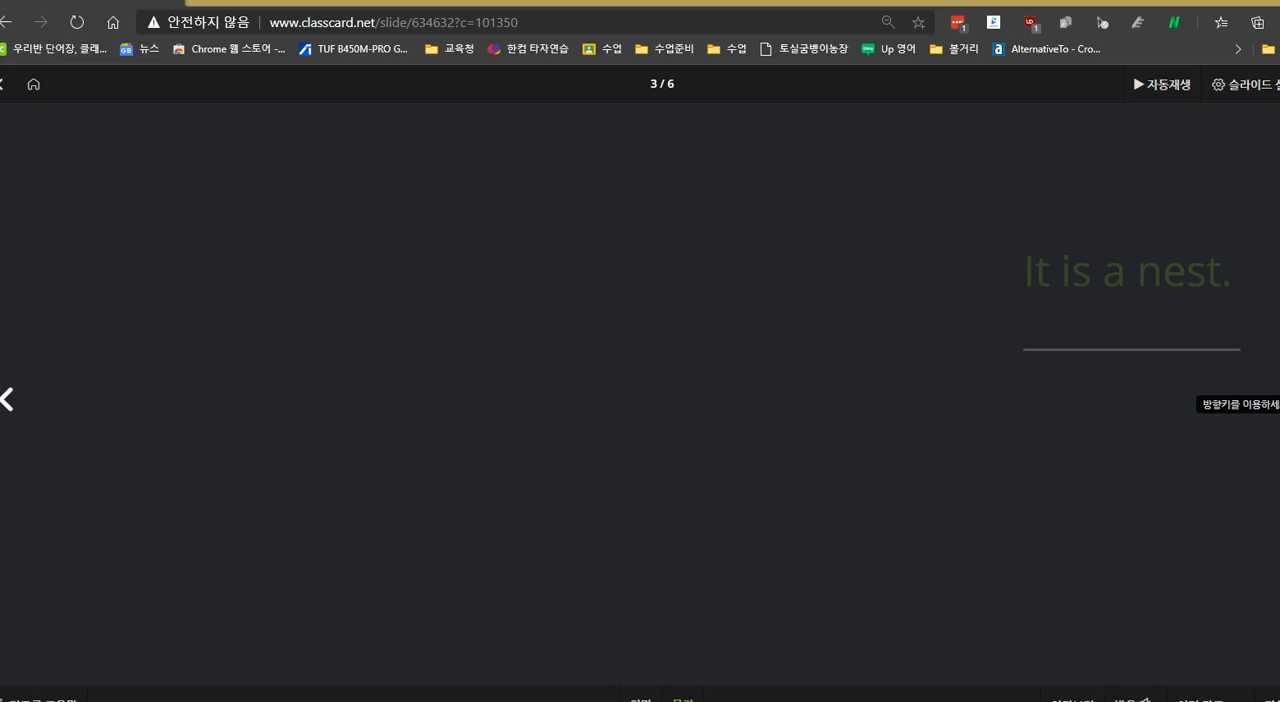 안전하지 않음 www.classcard.net/slide/634632?c=101350
우리반 단어장, 클래... 뉴스 Chrome 웹 스토어 -... TUF B450M-PRO G... 교육청 한컴 타자연습 수업 수업준비 수업 토실굼벵이농장 Up 영어 볼거리 AlternativeTo - Cro...
3 / 6 자동재생 슬라이드
It is a nest.
방향키를 이용하세